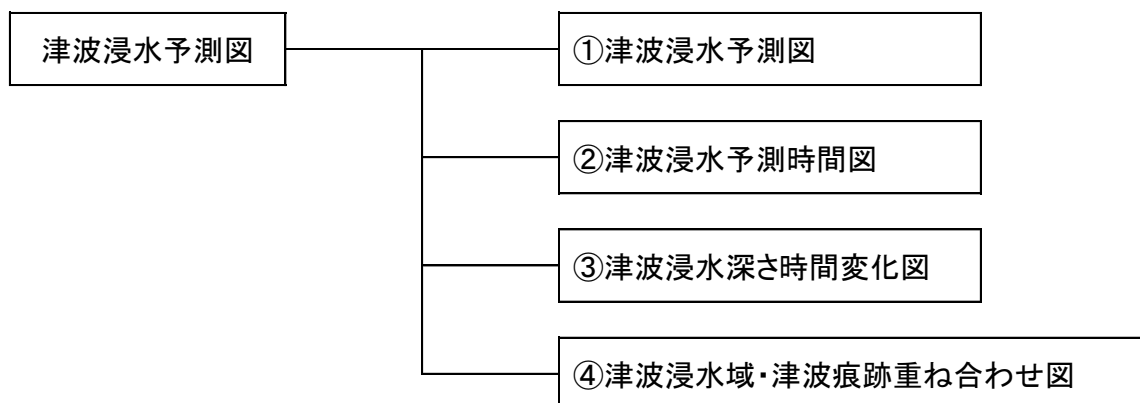 津波浸水予測図
①津波浸水予測図
②津波浸水予測時間図
③津波浸水深さ時間変化図
④津波浸水域・津波痕跡重ね合わせ図